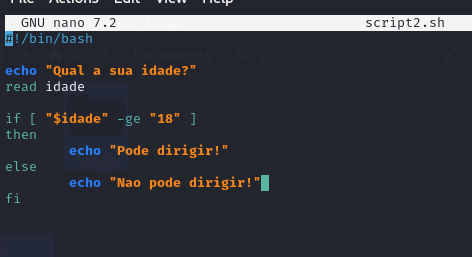 File Actions Edit View Help
GNU nano 7.2 script2.sh
#!/bin/bash
echo "Qual a sua idade?"
read idade
if [ "$idade" -ge "18" ]
then
echo "Pode dirigir!"
else
echo "Nao pode dirigir!"
fi